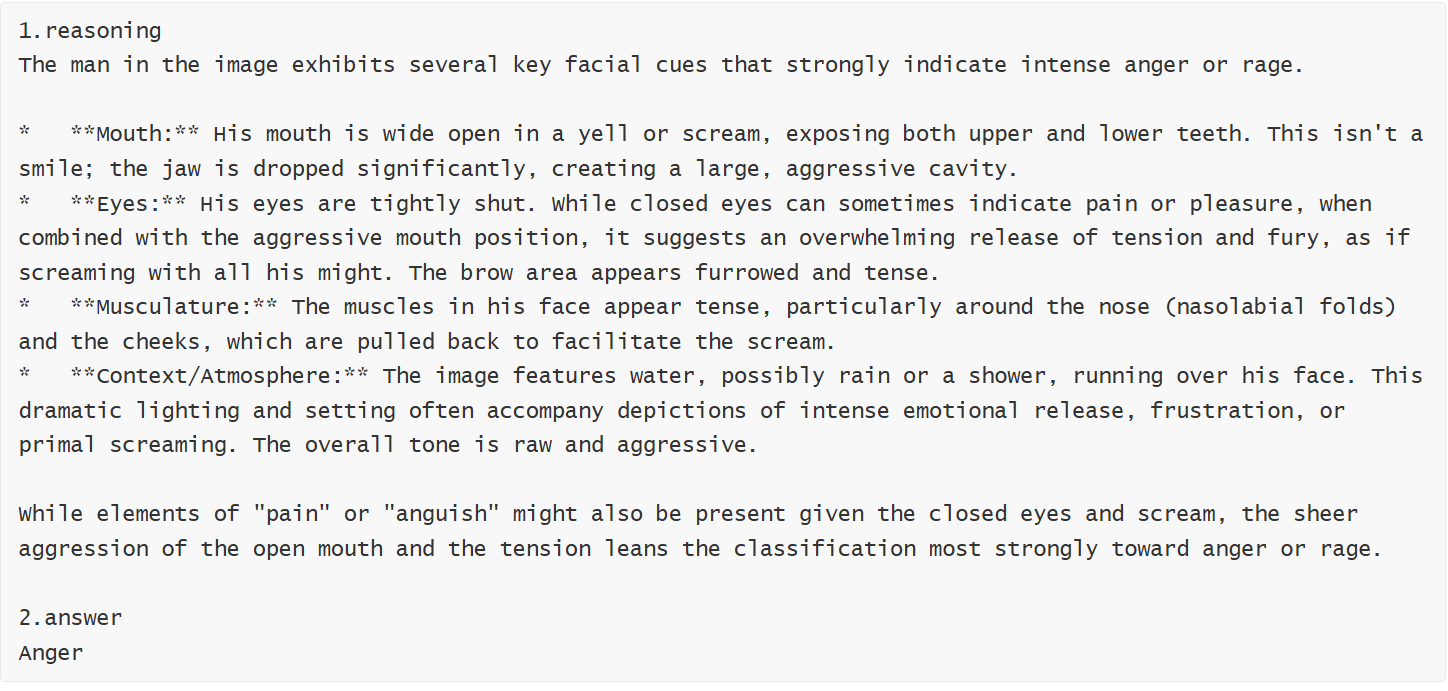 1.reasoning
The man in the image exhibits several key facial cues that strongly indicate intense anger or rage.
*   **Mouth:** His mouth is wide open in a yell or scream, exposing both upper and lower teeth. This isn't a
smile; the jaw is dropped significantly, creating a large, aggressive cavity.
*   **Eyes:** His eyes are tightly shut. While closed eyes can sometimes indicate pain or pleasure, when
combined with the aggressive mouth position, it suggests an overwhelming release of tension and fury, as if
screaming with all his might. The brow area appears furrowed and tense.
*   **Musculature:** The muscles in his face appear tense, particularly around the nose (nasolabial folds)
and the cheeks, which are pulled back to facilitate the scream.
*   **Context/Atmosphere:** The image features water, possibly rain or a shower, running over his face. This
dramatic lighting and setting often accompany depictions of intense emotional release, frustration, or
primal screaming. The overall tone is raw and aggressive.
While elements of "pain" or "anguish" might also be present given the closed eyes and scream, the sheer
aggression of the open mouth and the tension leans the classification most strongly toward anger or rage.
2.answer
Anger